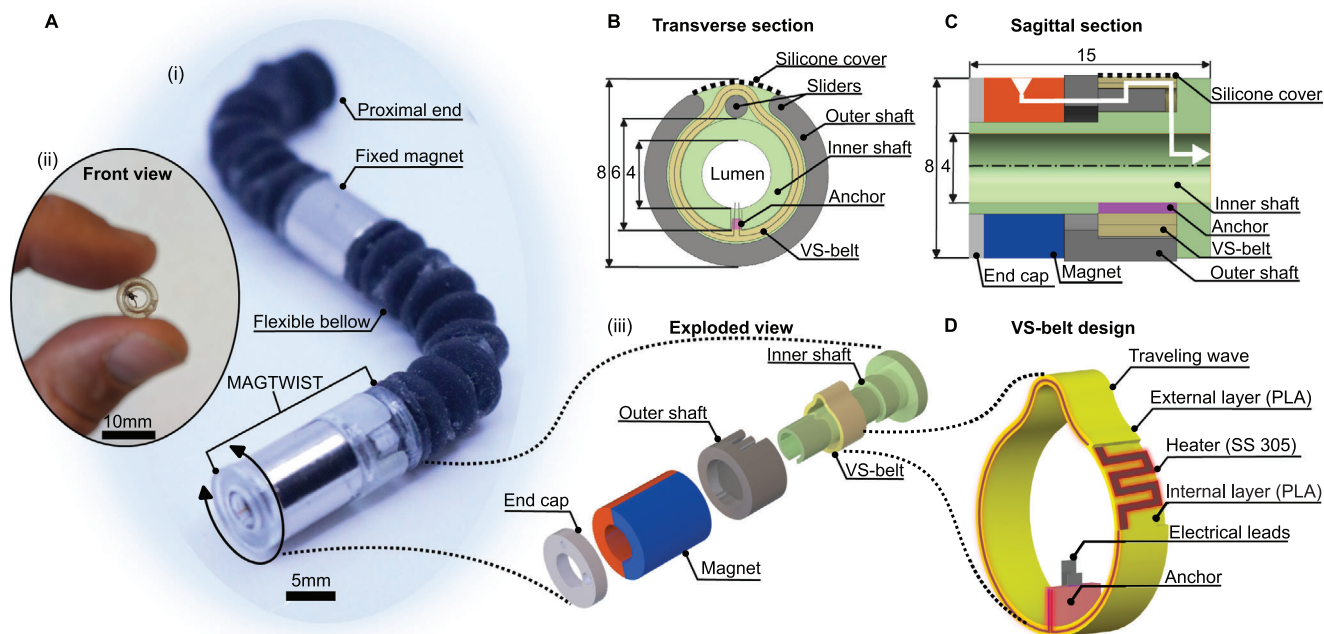 A
(i)
Proximal end
Fixed magnet
(ii)
Front view
10mm
Flexible bellow
MAGTWIST
5mm
B
Transverse section
Silicone cover
Sliders
Outer shaft
Inner shaft
Lumen
Anchor
VS-belt
8
6
4
C
Sagittal section
15
Silicone cover
8
4
Inner shaft
Anchor
VS-belt
Outer shaft
End cap
Magnet
(iii)
Exploded view
Inner shaft
Outer shaft
VS-belt
End cap
Magnet
D
VS-belt design
Traveling wave
External layer (PLA)
Heater (SS 305)
Internal layer (PLA)
Electrical leads
Anchor